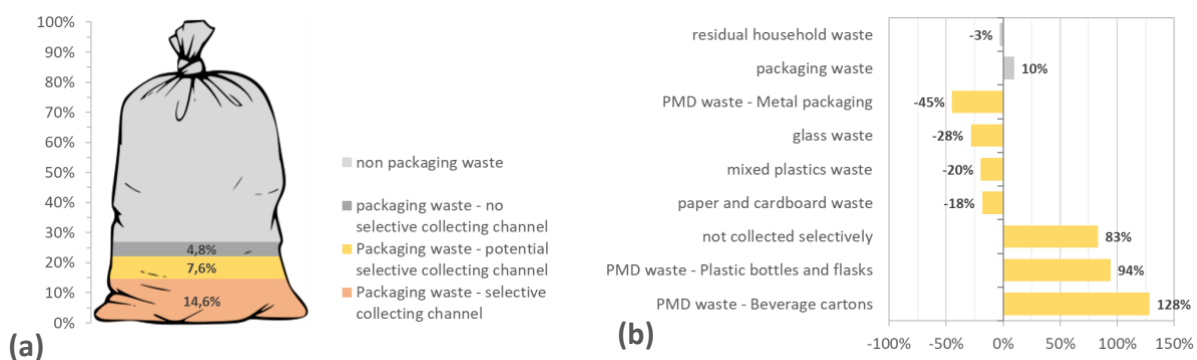 100%
90%
80%
70%
60%
50%
40%
30%
20%
10%
0%
4,8%
7,6%
14,6%
non packaging waste
packaging waste - no
selective collecting channel
Packaging waste - potential
selective collecting channel
Packaging waste - selective
collecting channel
(a)
residual household waste -3%
packaging waste 10%
PMD waste - Metal packaging -45%
glass waste -28%
mixed plastics waste -20%
paper and cardboard waste -18%
not collected selectively 83%
PMD waste - Plastic bottles and flasks 94%
PMD waste - Beverage cartons 128%
-100% -50% 0% 50% 100% 150%
(b)